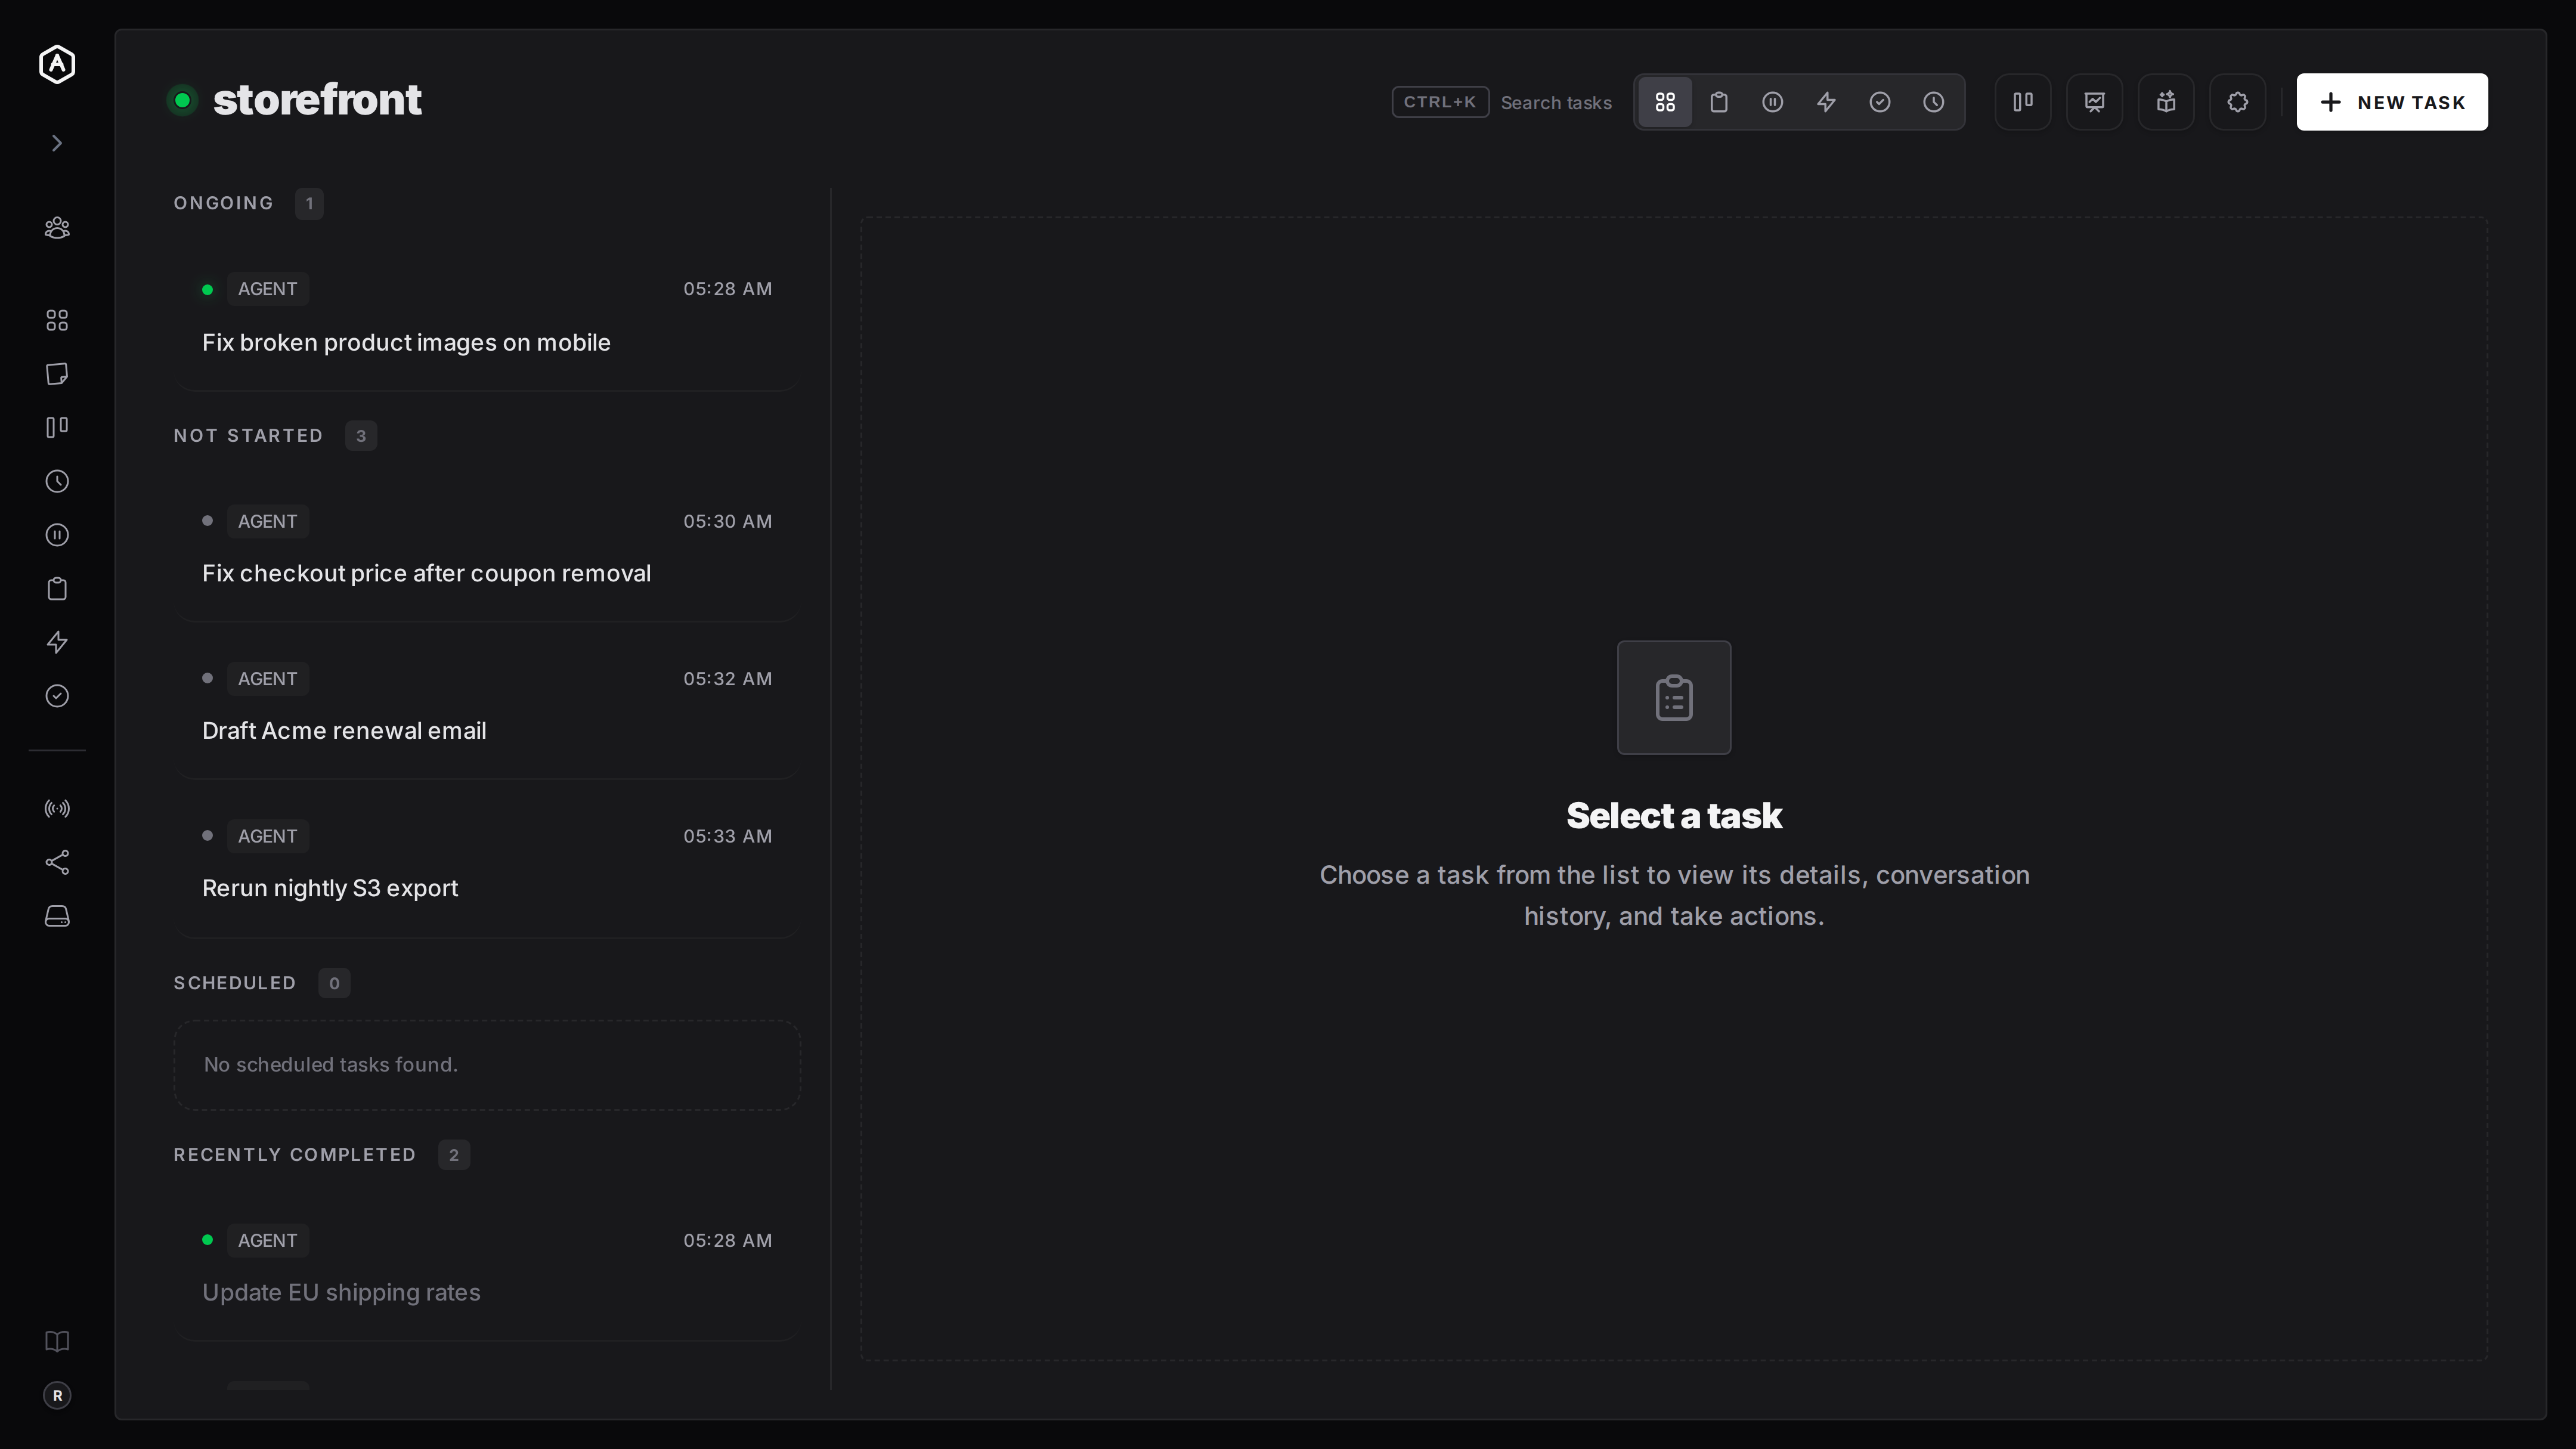 A
storefront
CTRL+K Search tasks
NEW TASK
ONGOING 1
AGENT 05:28 AM
Fix broken product images on mobile
NOT STARTED 3
AGENT 05:30 AM
Fix checkout price after coupon removal
AGENT 05:32 AM
Draft Acme renewal email
AGENT 05:33 AM
Rerun nightly S3 export
SCHEDULED 0
No scheduled tasks found.
RECENTLY COMPLETED 2
AGENT 05:28 AM
Update EU shipping rates
Select a task
Choose a task from the list to view its details, conversation
history, and take actions.
R